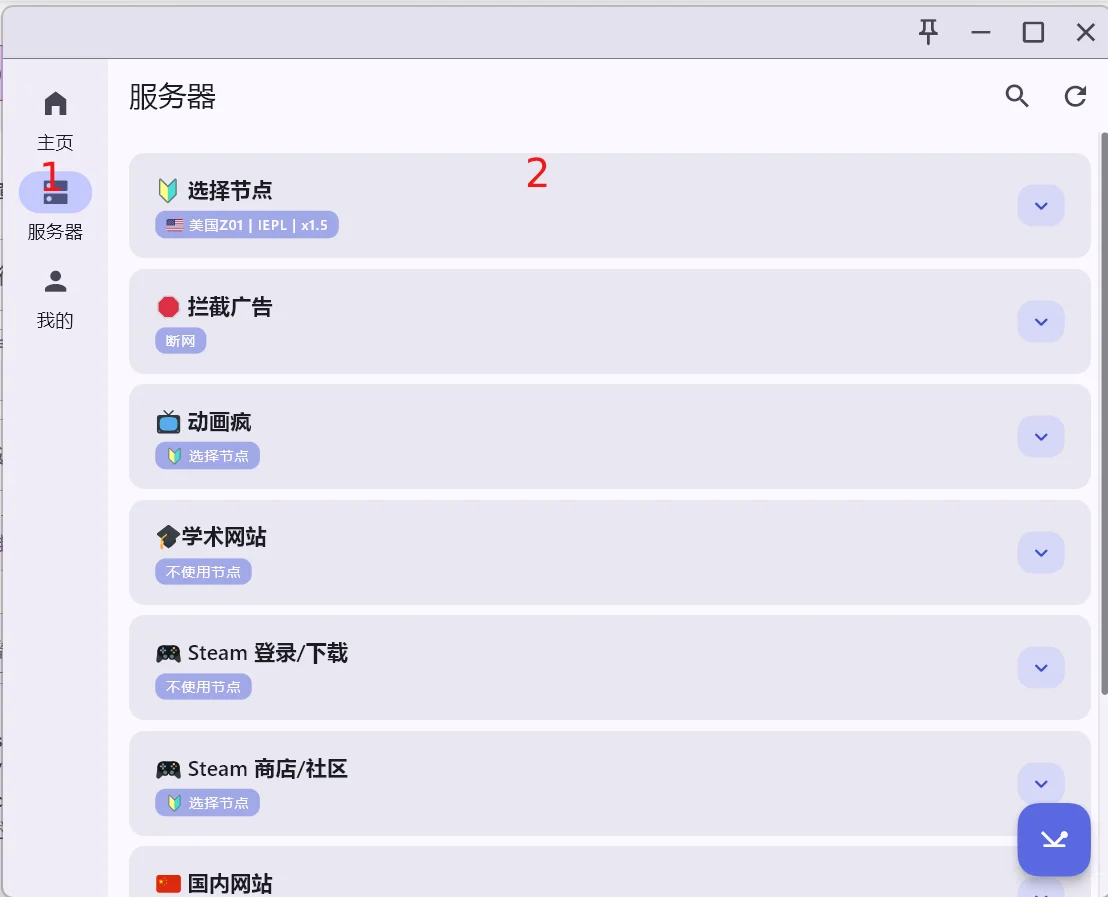 服务器
主页
1
服务器
我的
2
选择节点
美国Z01 | IEPL | x1.5
拦截广告
断网
动画疯
选择节点
学术网站
不使用节点
Steam 登录/下载
不使用节点
Steam 商店/社区
选择节点
国内网站